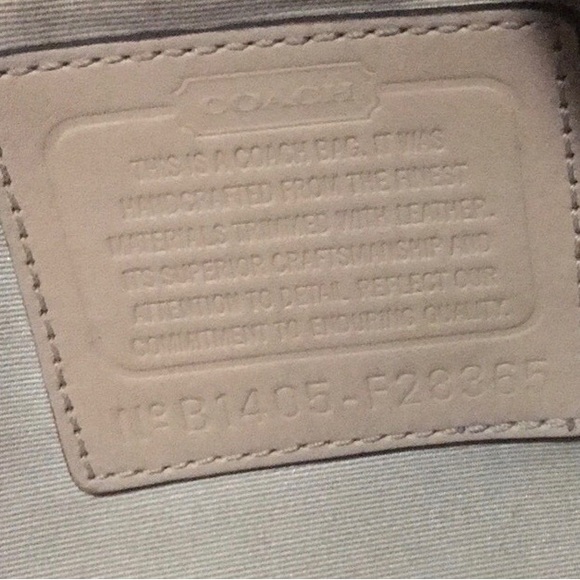 COACH
THIS IS A COACH BAG. IT WAS
HANDCRAFTED FROM THE FINEST
MATERIALS TRIMMED WITH LEATHER.
ITS SUPERIOR CRAFTSMANSHIP AND
ATTENTION TO DETAIL REFLECT OUR
COMMITMENT TO ENDURING QUALITY.
Nº B1405-F28365